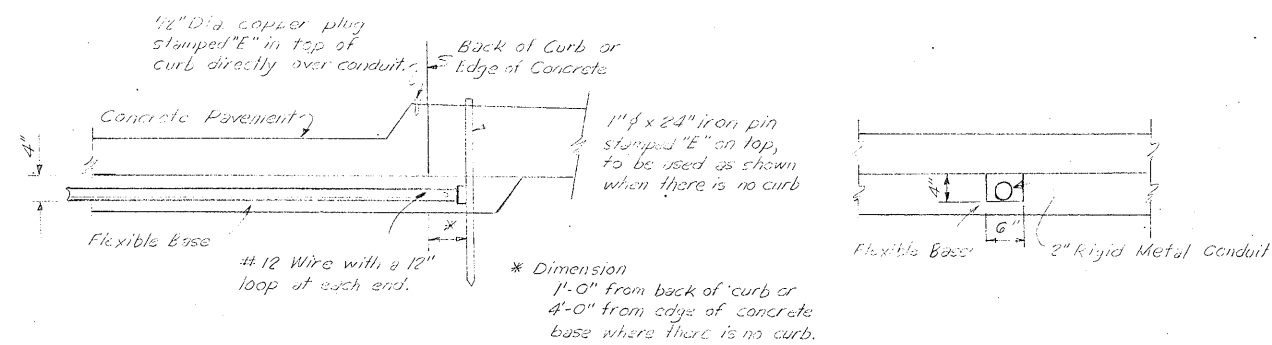 1/2" Dia. copper plug
stamped "E" in top of
curb directly over conduit.
Back of Curb or
Edge of Concrete
Concrete Pavement
1" ϕ x 24" iron pin
stamped "E" on top,
to be used as shown
when there is no curb
4"
4"
6"
Flexible Base
Flexible Base
2" Rigid Metal Conduit
# 12 Wire with a 12"
loop at each end.
*
* Dimension
1'-0" from back of curb or
4'-0" from edge of concrete
base where there is no curb.